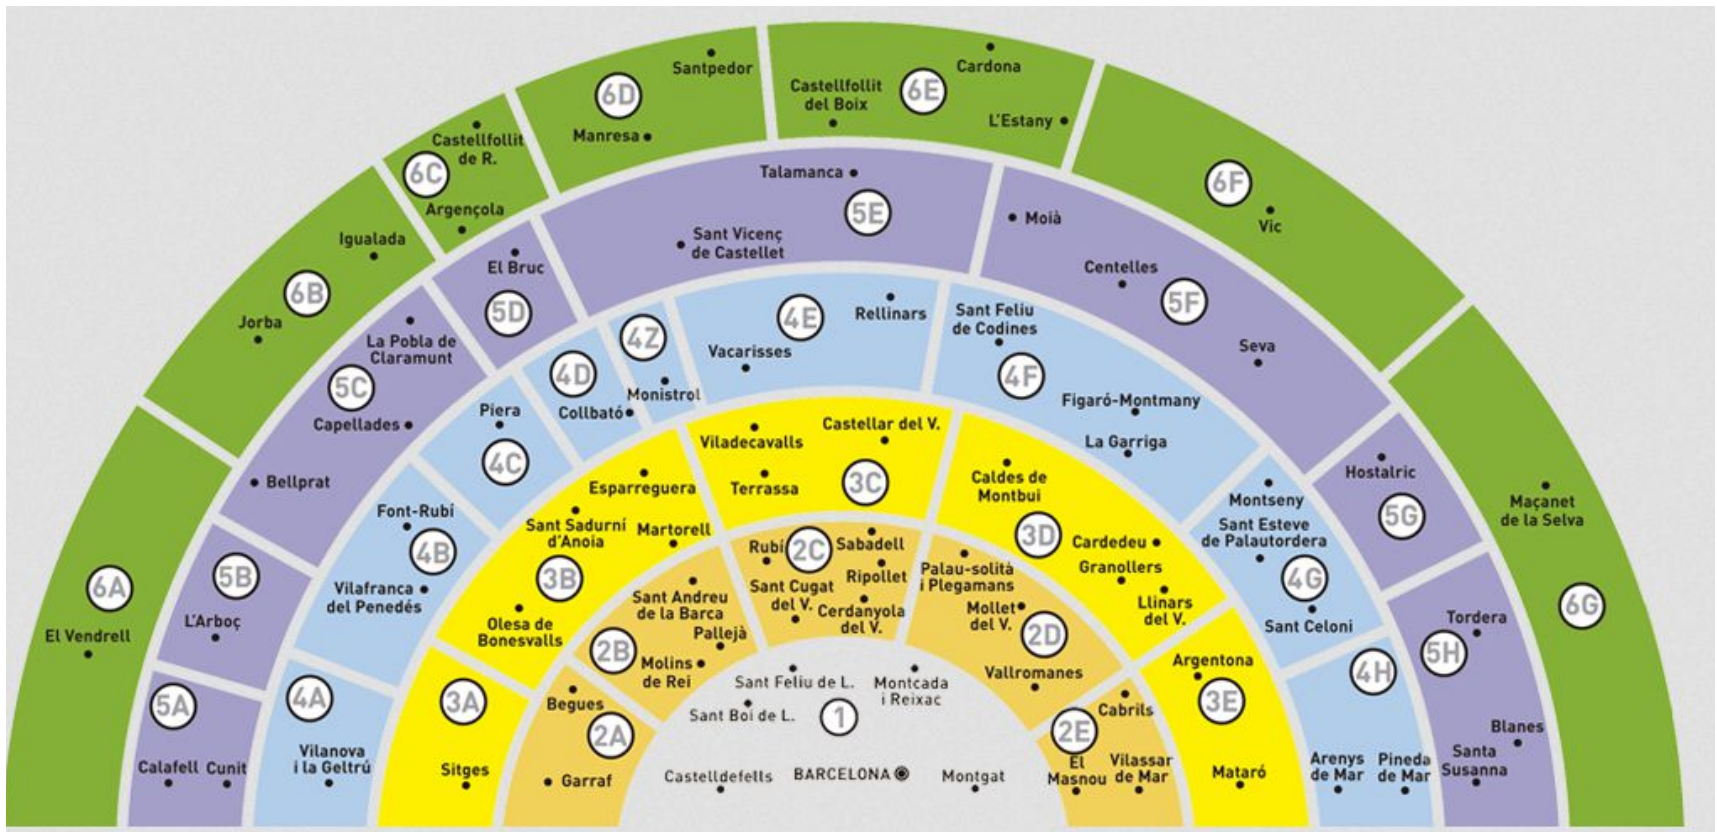 6A
El Vendrell
6B
Igualada
Jorba
6C
Castellfollit
de R.
Argençola
6D
Santpedor
Manresa
6E
Cardona
Castellfollit
del Boix
L'Estany
6F
Vic
6G
Maçanet
de la Selva
5A
Calafell
Cunit
5B
L'Arboç
5C
La Pobla de
Claramunt
Capellades
Bellprat
5D
El Bruc
5E
Talamanca
Sant Vicenç
de Castellet
5F
Moià
Centelles
Seva
5G
Hostalric
5H
Tordera
Blanes
Santa
Susanna
4A
Vilanova
i la Geltrú
4B
Font-Rubí
Vilafranca
del Penedés
4C
Piera
4D
Collbató
4Z
Monistrol
4E
Rellinars
Vacarisses
4F
Sant Feliu
de Codines
Figaró-Montmany
La Garriga
4G
Montseny
Sant Esteve
de Palautordera
Sant Celoni
4H
Arenys
de Mar
Pineda
de Mar
3A
Sitges
3B
Esparreguera
Sant Sadurní
d'Anoia
Martorell
Olesa de
Bonesvalls
3C
Castellar del V.
Viladecavalls
Terrassa
3D
Caldes de
Montbui
Cardedeu
Granollers
Llinars
del V.
3E
Argentona
Mataró
2A
Begues
Garraf
2B
Sant Andreu
de la Barca
Pallejà
Molins
de Rei
2C
Rubí
Sabadell
Ripollet
Sant Cugat
del V.
Cerdanyola
del V.
2D
Palau-solità
i Plegamans
Mollet
del V.
Vallromanes
2E
Cabrils
El
Masnou
Vilassar
de Mar
1
Sant Feliu de L.
Montcada
i Reixac
Sant Boi de L.
Castelldefells
BARCELONA
Montgat